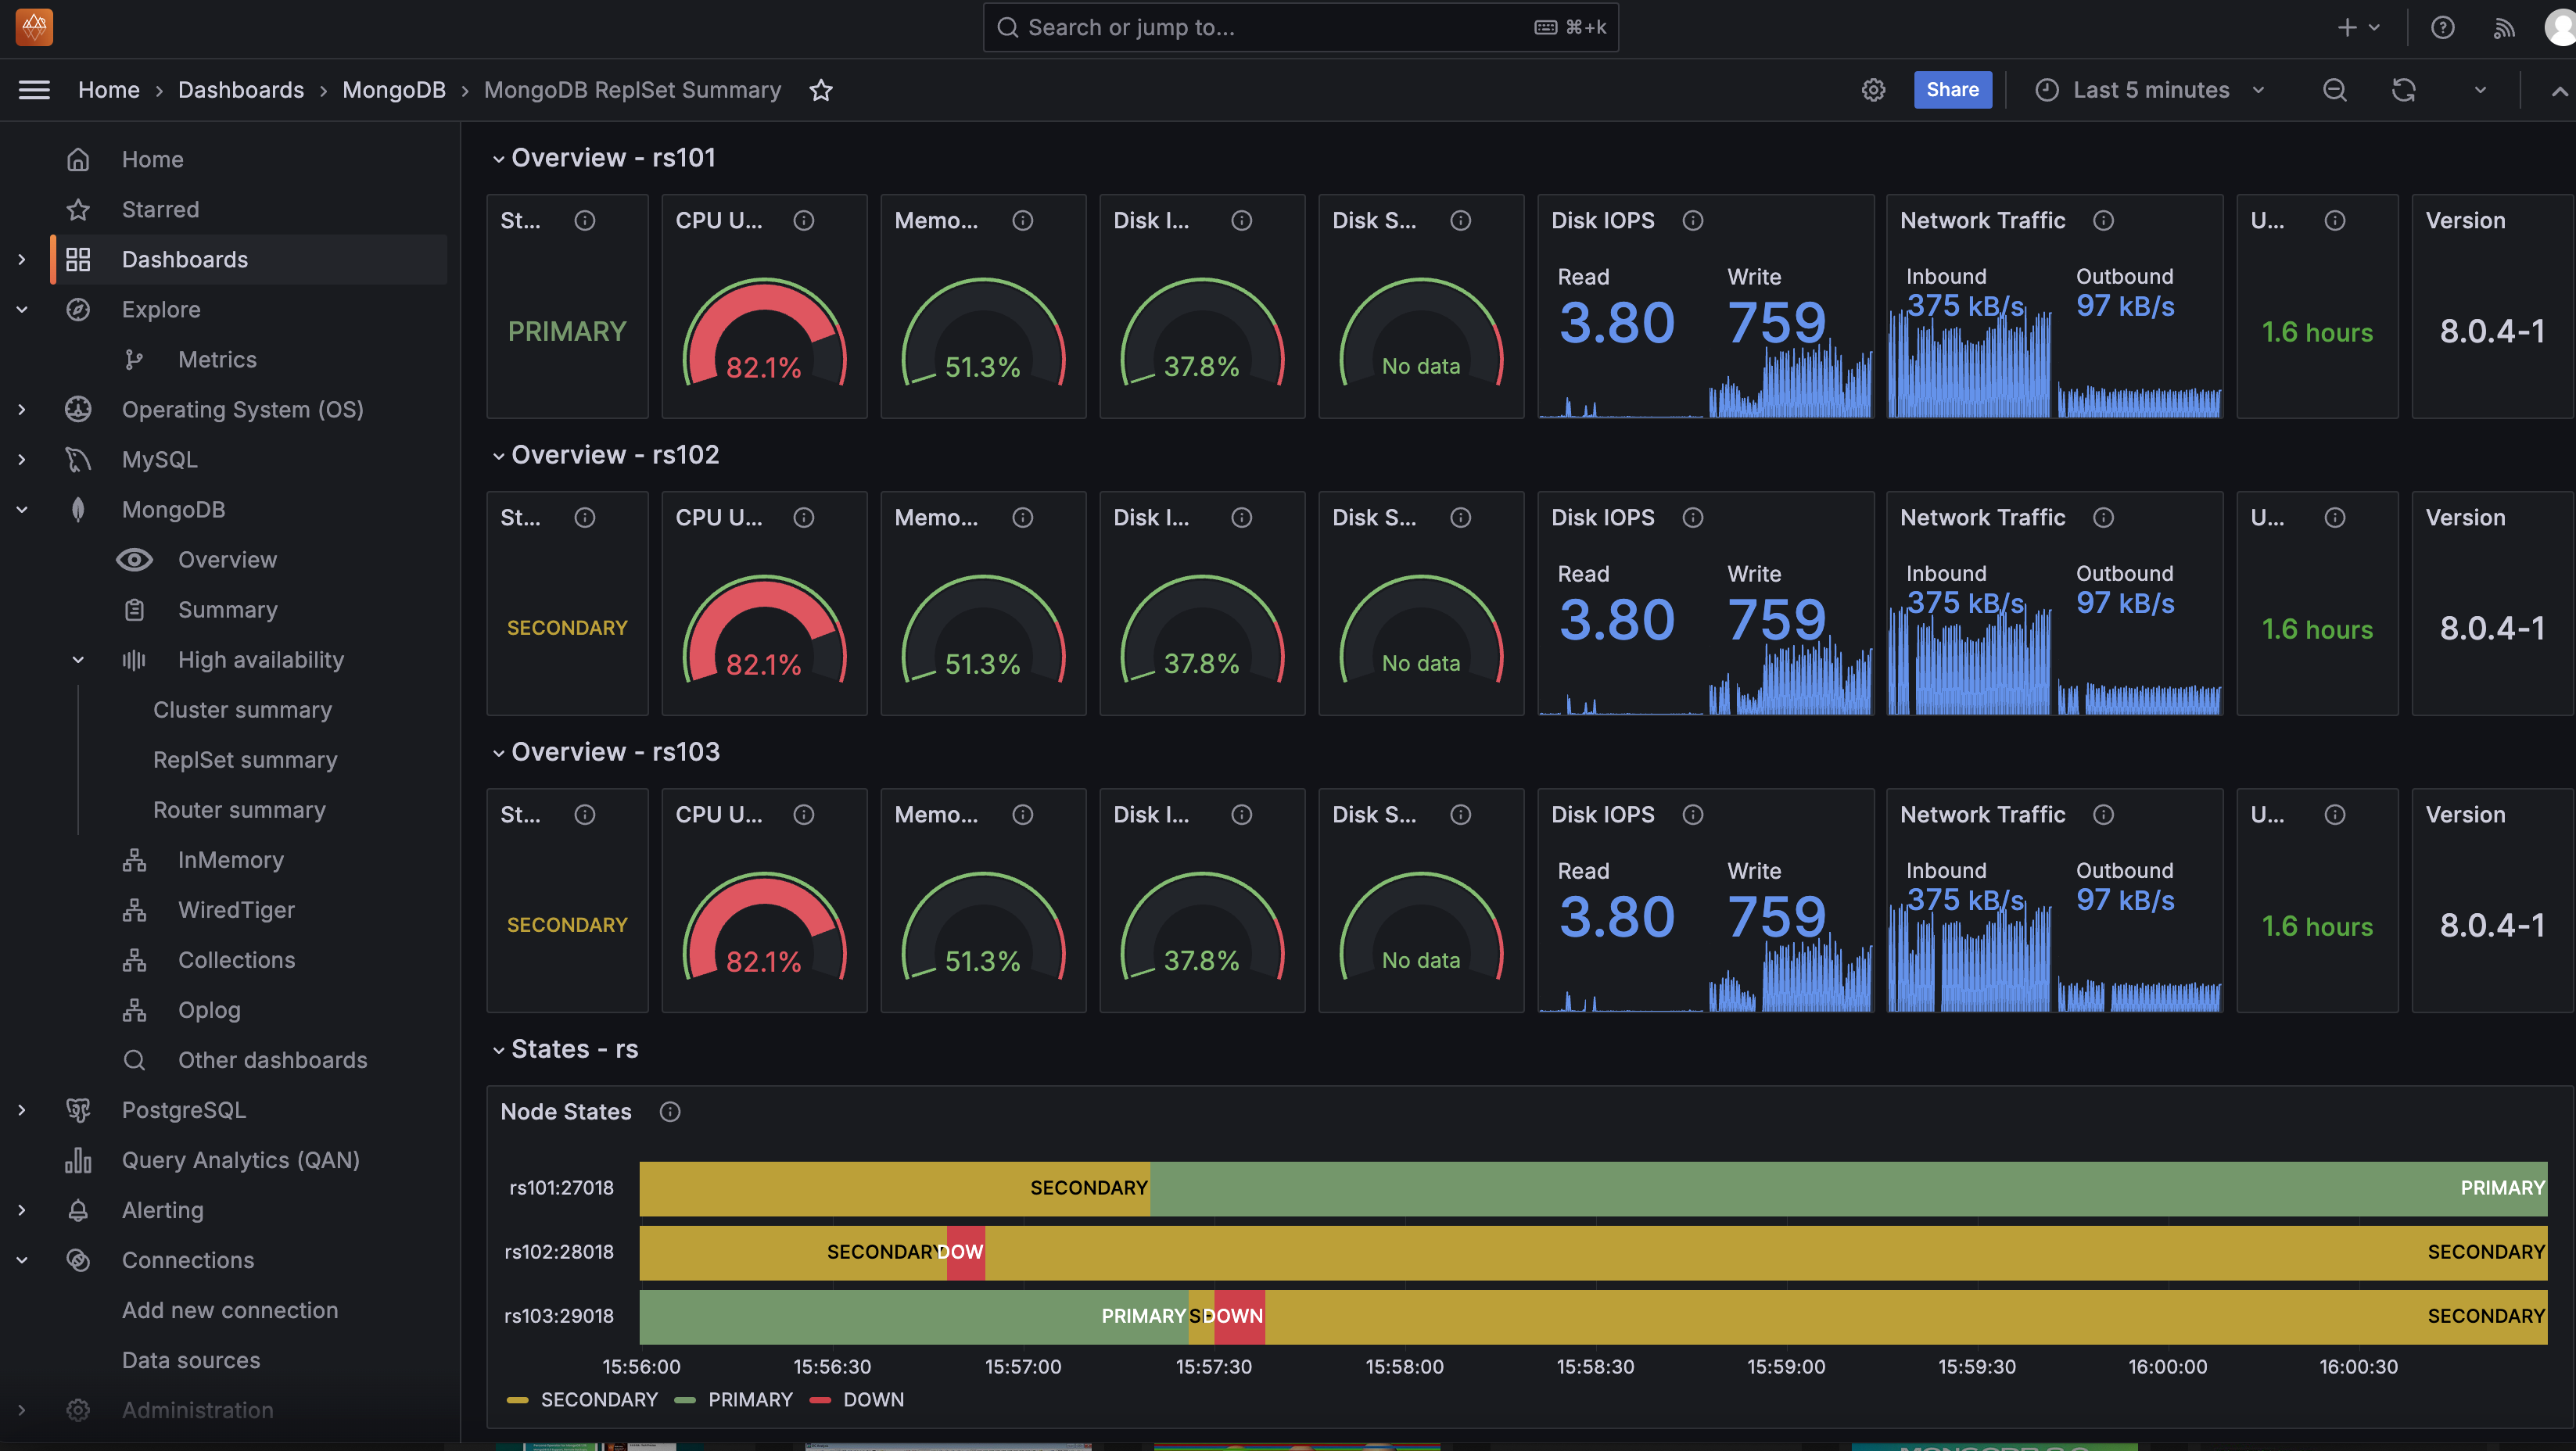 Search or jump to...
⌘+k
Home › Dashboards › MongoDB › MongoDB ReplSet Summary
Share
Last 5 minutes
Home
Starred
Dashboards
Explore
Metrics
Operating System (OS)
MySQL
MongoDB
Overview
Summary
High availability
Cluster summary
ReplSet summary
Router summary
InMemory
WiredTiger
Collections
Oplog
Other dashboards
PostgreSQL
Query Analytics (QAN)
Alerting
Connections
Add new connection
Data sources
Administration
Overview - rs101
St... CPU U... Memo... Disk I... Disk S... Disk IOPS Network Traffic U... Version
Read Write Inbound Outbound
PRIMARY 82.1% 51.3% 37.8% No data 3.80 759 375 kB/s 97 kB/s 1.6 hours 8.0.4-1
Overview - rs102
St... CPU U... Memo... Disk I... Disk S... Disk IOPS Network Traffic U... Version
Read Write Inbound Outbound
SECONDARY 82.1% 51.3% 37.8% No data 3.80 759 375 kB/s 97 kB/s 1.6 hours 8.0.4-1
Overview - rs103
St... CPU U... Memo... Disk I... Disk S... Disk IOPS Network Traffic U... Version
Read Write Inbound Outbound
SECONDARY 82.1% 51.3% 37.8% No data 3.80 759 375 kB/s 97 kB/s 1.6 hours 8.0.4-1
States - rs
Node States
rs101:27018 SECONDARY PRIMARY
rs102:28018 SECONDARY DOW SECONDARY
rs103:29018 PRIMARY SE DOWN SECONDARY
15:56:00 15:56:30 15:57:00 15:57:30 15:58:00 15:58:30 15:59:00 15:59:30 16:00:00 16:00:30
SECONDARY PRIMARY DOWN